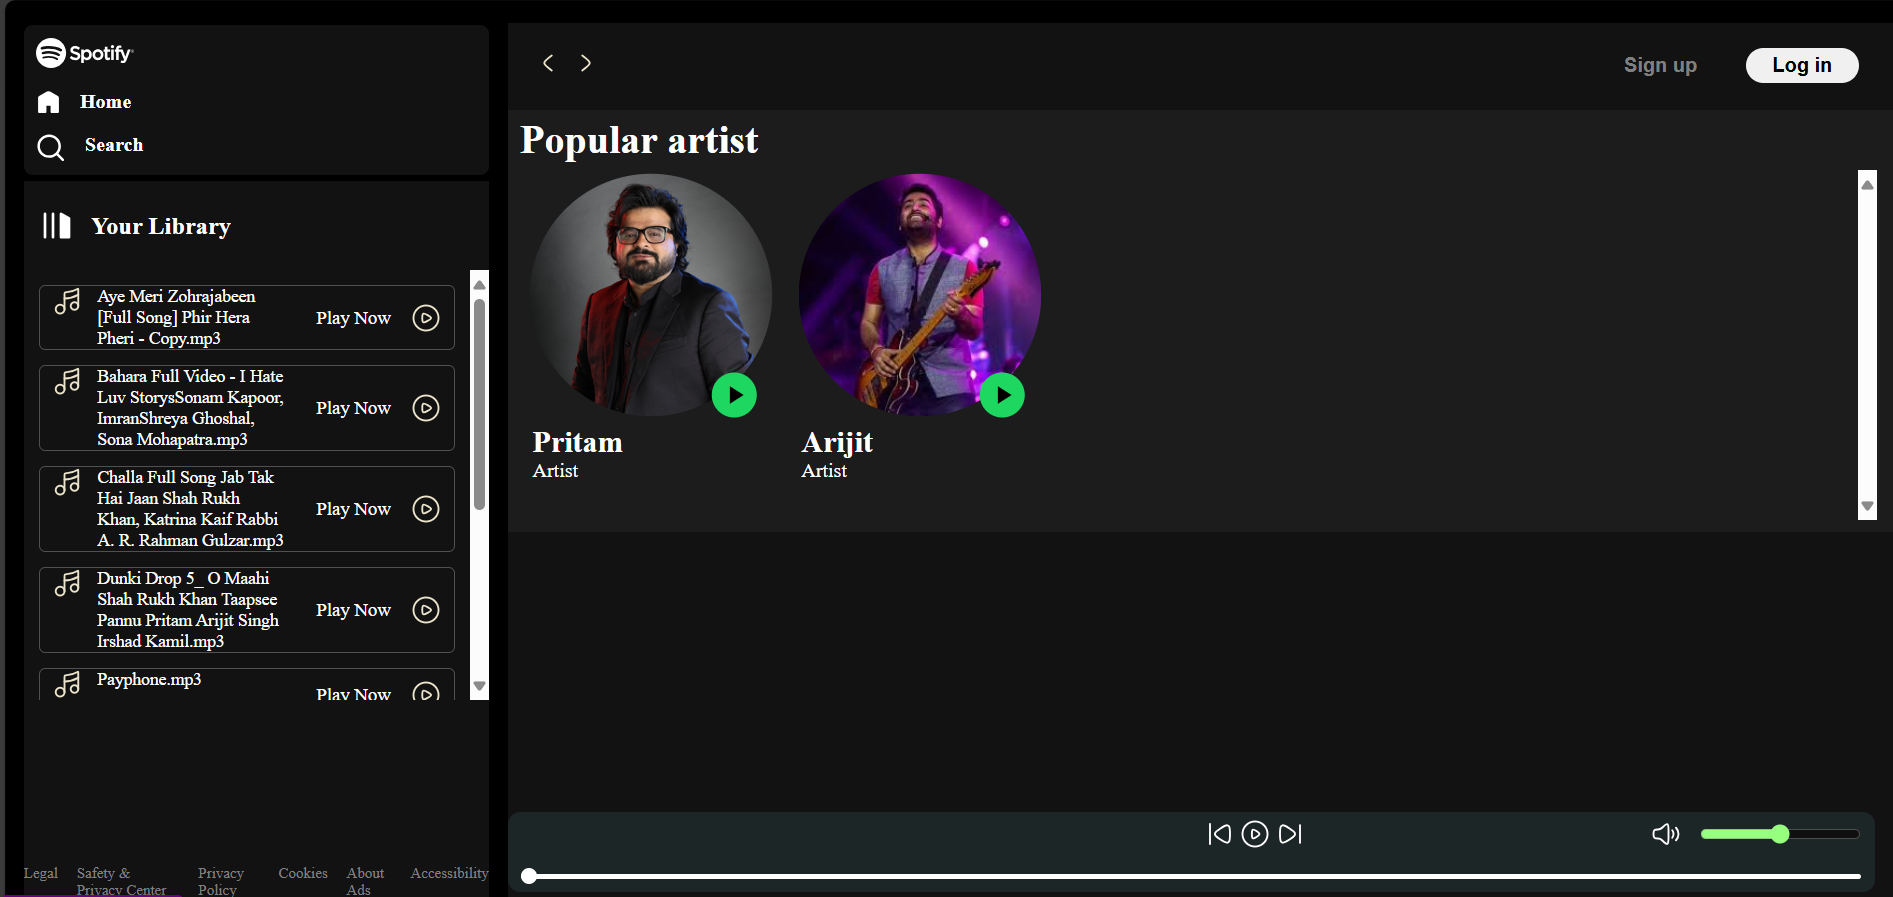 Spotify
Home
Search
Your Library
Aye Meri Zohrajabeen
[Full Song] Phir Hera
Pheri - Copy.mp3
Play Now
Bahara Full Video - I Hate
Luv StorysSonam Kapoor,
ImranShreya Ghoshal,
Sona Mohapatra.mp3
Play Now
Challa Full Song Jab Tak
Hai Jaan Shah Rukh
Khan, Katrina Kaif Rabbi
A. R. Rahman Gulzar.mp3
Play Now
Dunki Drop 5_ O Maahi
Shah Rukh Khan Taapsee
Pannu Pritam Arijit Singh
Irshad Kamil.mp3
Play Now
Payphone.mp3
Play Now
Legal
Safety &
Privacy Center
Privacy
Policy
Cookies
About
Ads
Accessibility
Sign up
Log in
Popular artist
Pritam
Artist
Arijit
Artist